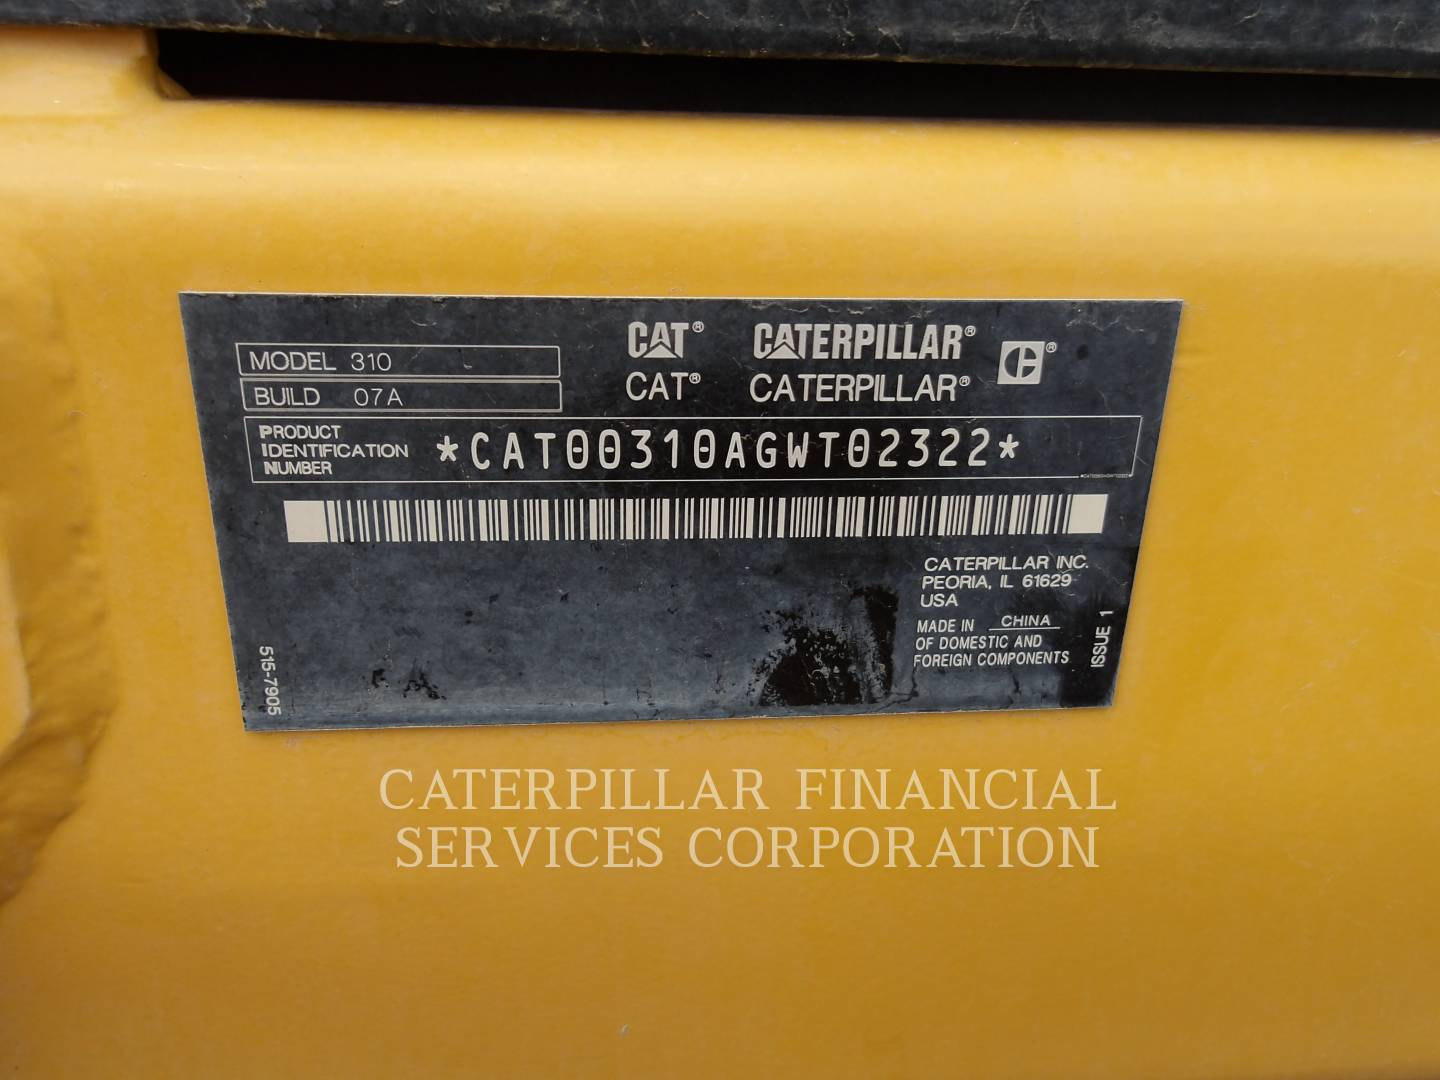 CAT® CATERPILLAR®
CAT® CATERPILLAR®
MODEL 310
BUILD 07A
PRODUCT
IDENTIFICATION
NUMBER
*CAT00310AGWT02322*
CATERPILLAR INC.
PEORIA, IL 61629
USA
MADE IN CHINA
OF DOMESTIC AND
FOREIGN COMPONENTS
ISSUE 1
515-7905
CATERPILLAR FINANCIAL
SERVICES CORPORATION